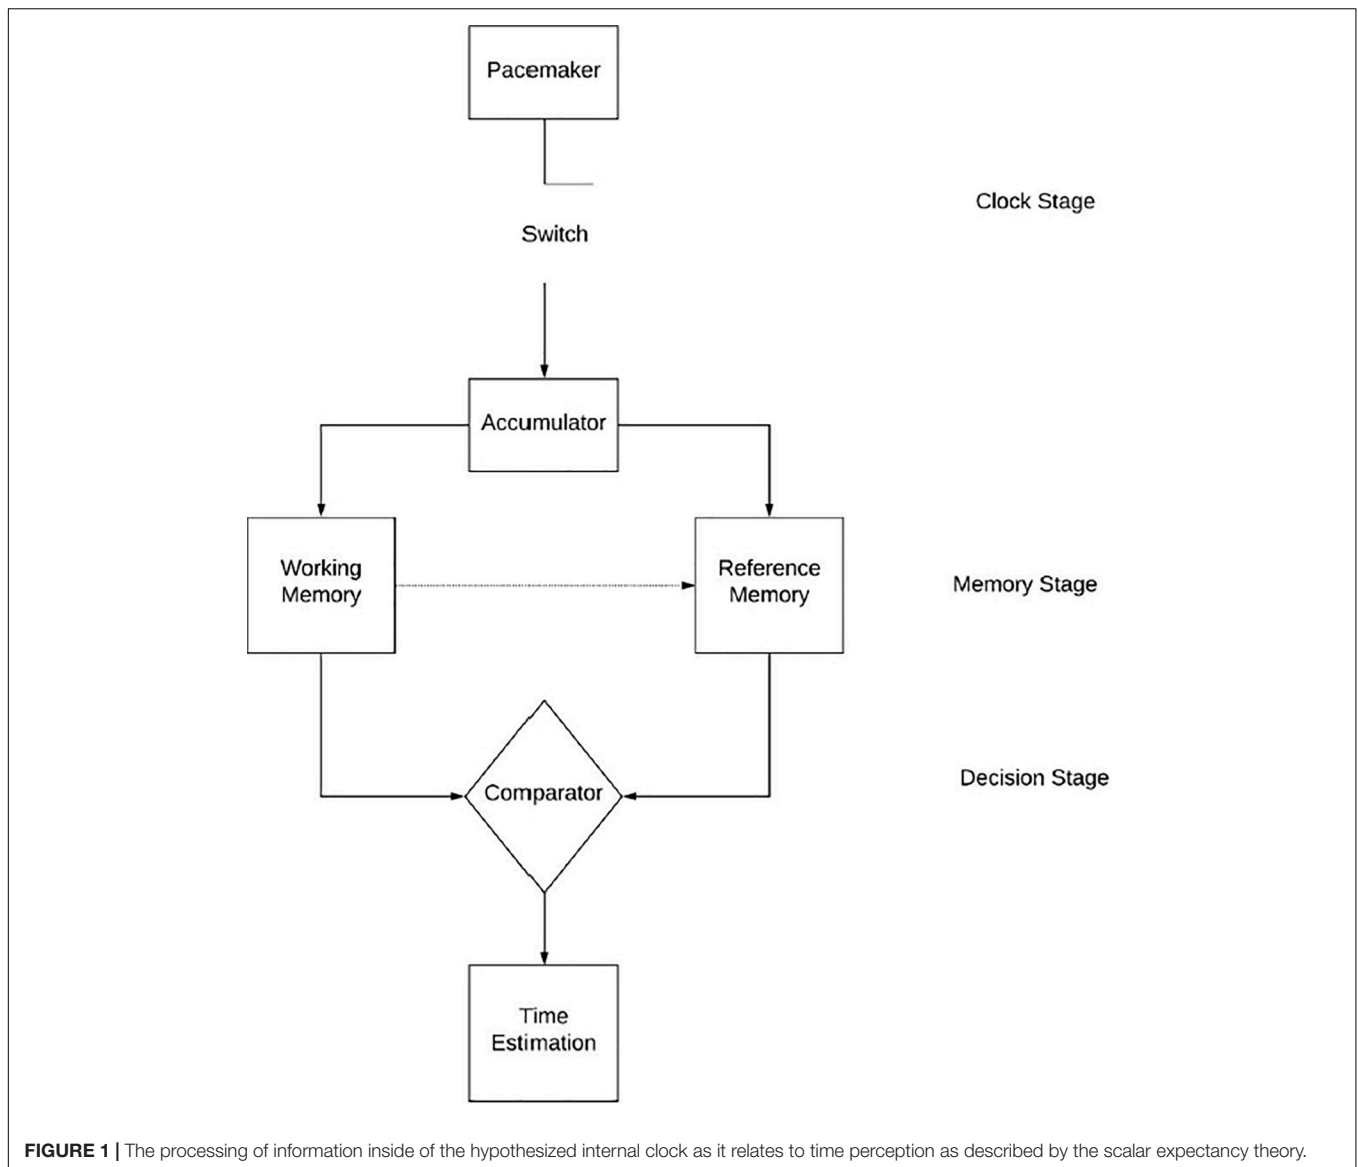 Pacemaker
Clock Stage
Switch
Accumulator
Working
Memory
Reference
Memory
Memory Stage
Decision Stage
Comparator
Time
Estimation
FIGURE 1 | The processing of information inside of the hypothesized internal clock as it relates to time perception as described by the scalar expectancy theory.